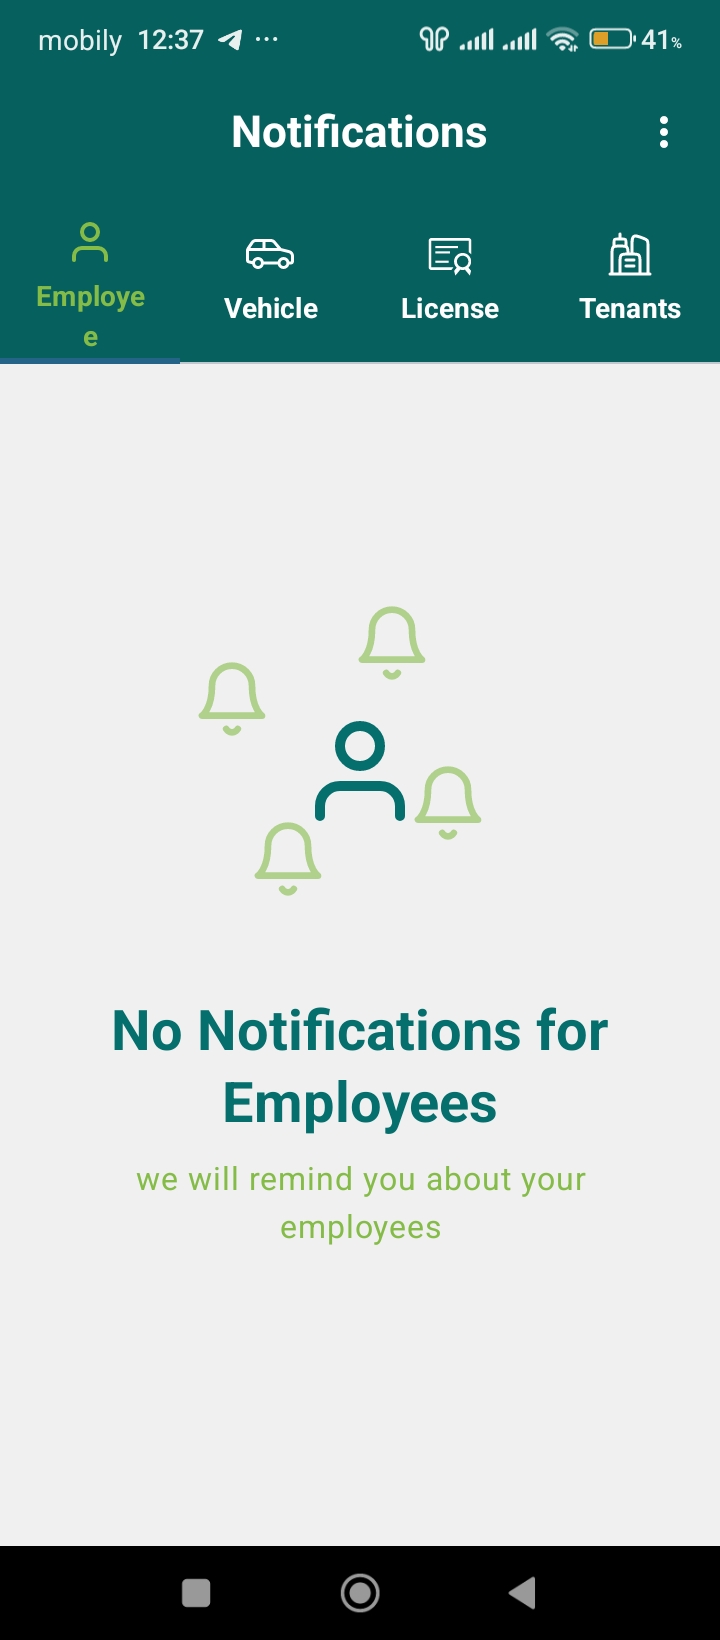 mobily 12:37 ... 41%
Notifications
Employe
e
Vehicle
License
Tenants
No Notifications for
Employees
we will remind you about your
employees